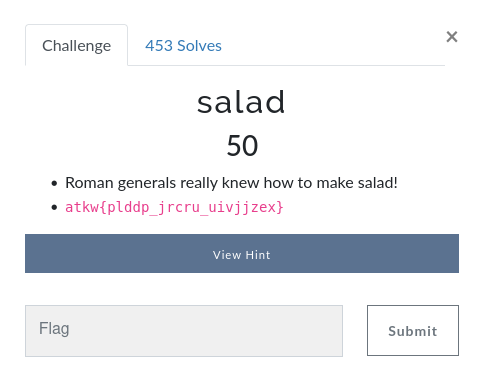 Challenge
453 Solves
×
salad
50
• Roman generals really knew how to make salad!
• atkw{plddp_jrcru_uivjjzex}
View Hint
Flag
Submit